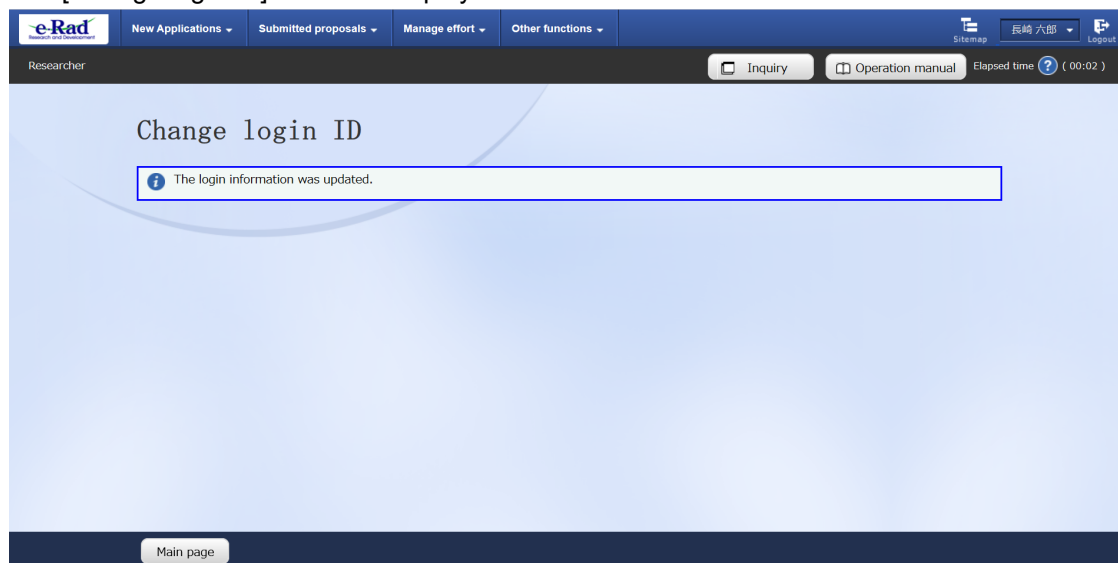 e-Rad
Research and Development
New Applications
Submitted proposals
Manage effort
Other functions
Sitemap
長崎 六郎
Logout
Researcher
Inquiry
Operation manual
Elapsed time ? ( 00:02 )
Change login ID
i The login information was updated.
Main page